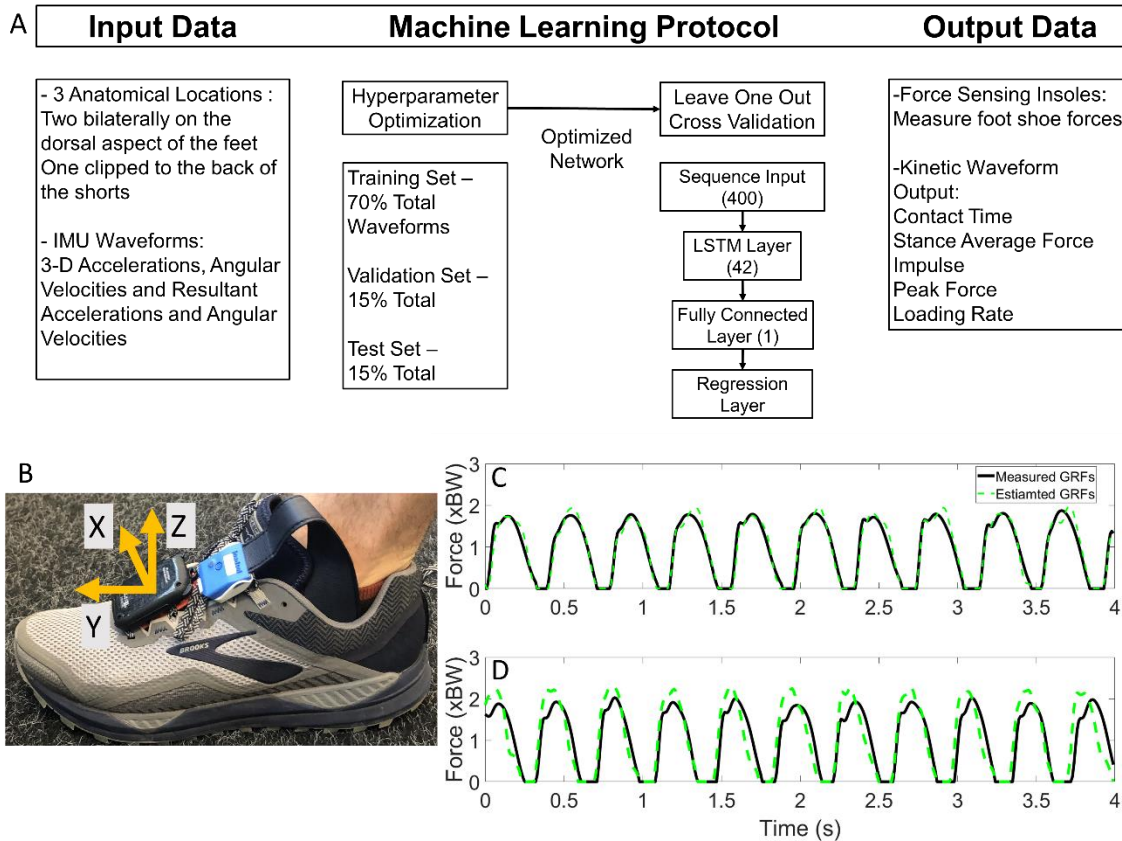 A
Input Data
Machine Learning Protocol
Output Data
- 3 Anatomical Locations :
Two bilaterally on the
dorsal aspect of the feet
One clipped to the back of
the shorts
- IMU Waveforms:
3-D Accelerations, Angular
Velocities and Resultant
Accelerations and Angular
Velocities
Hyperparameter
Optimization
Optimized
Network
Leave One Out
Cross Validation
Training Set –
70% Total
Waveforms
Validation Set –
15% Total
Test Set –
15% Total
Sequence Input
(400)
LSTM Layer
(42)
Fully Connected
Layer (1)
Regression
Layer
-Force Sensing Insoles:
Measure foot shoe forces
-Kinetic Waveform
Output:
Contact Time
Stance Average Force
Impulse
Peak Force
Loading Rate
B
X
Z
Y
BROOKS
C
Measured GRFs
Estiamted GRFs
Force (xBW)
3
2
1
0
0 0.5 1 1.5 2 2.5 3 3.5 4
D
Force (xBW)
3
2
1
0
0 0.5 1 1.5 2 2.5 3 3.5 4
Time (s)